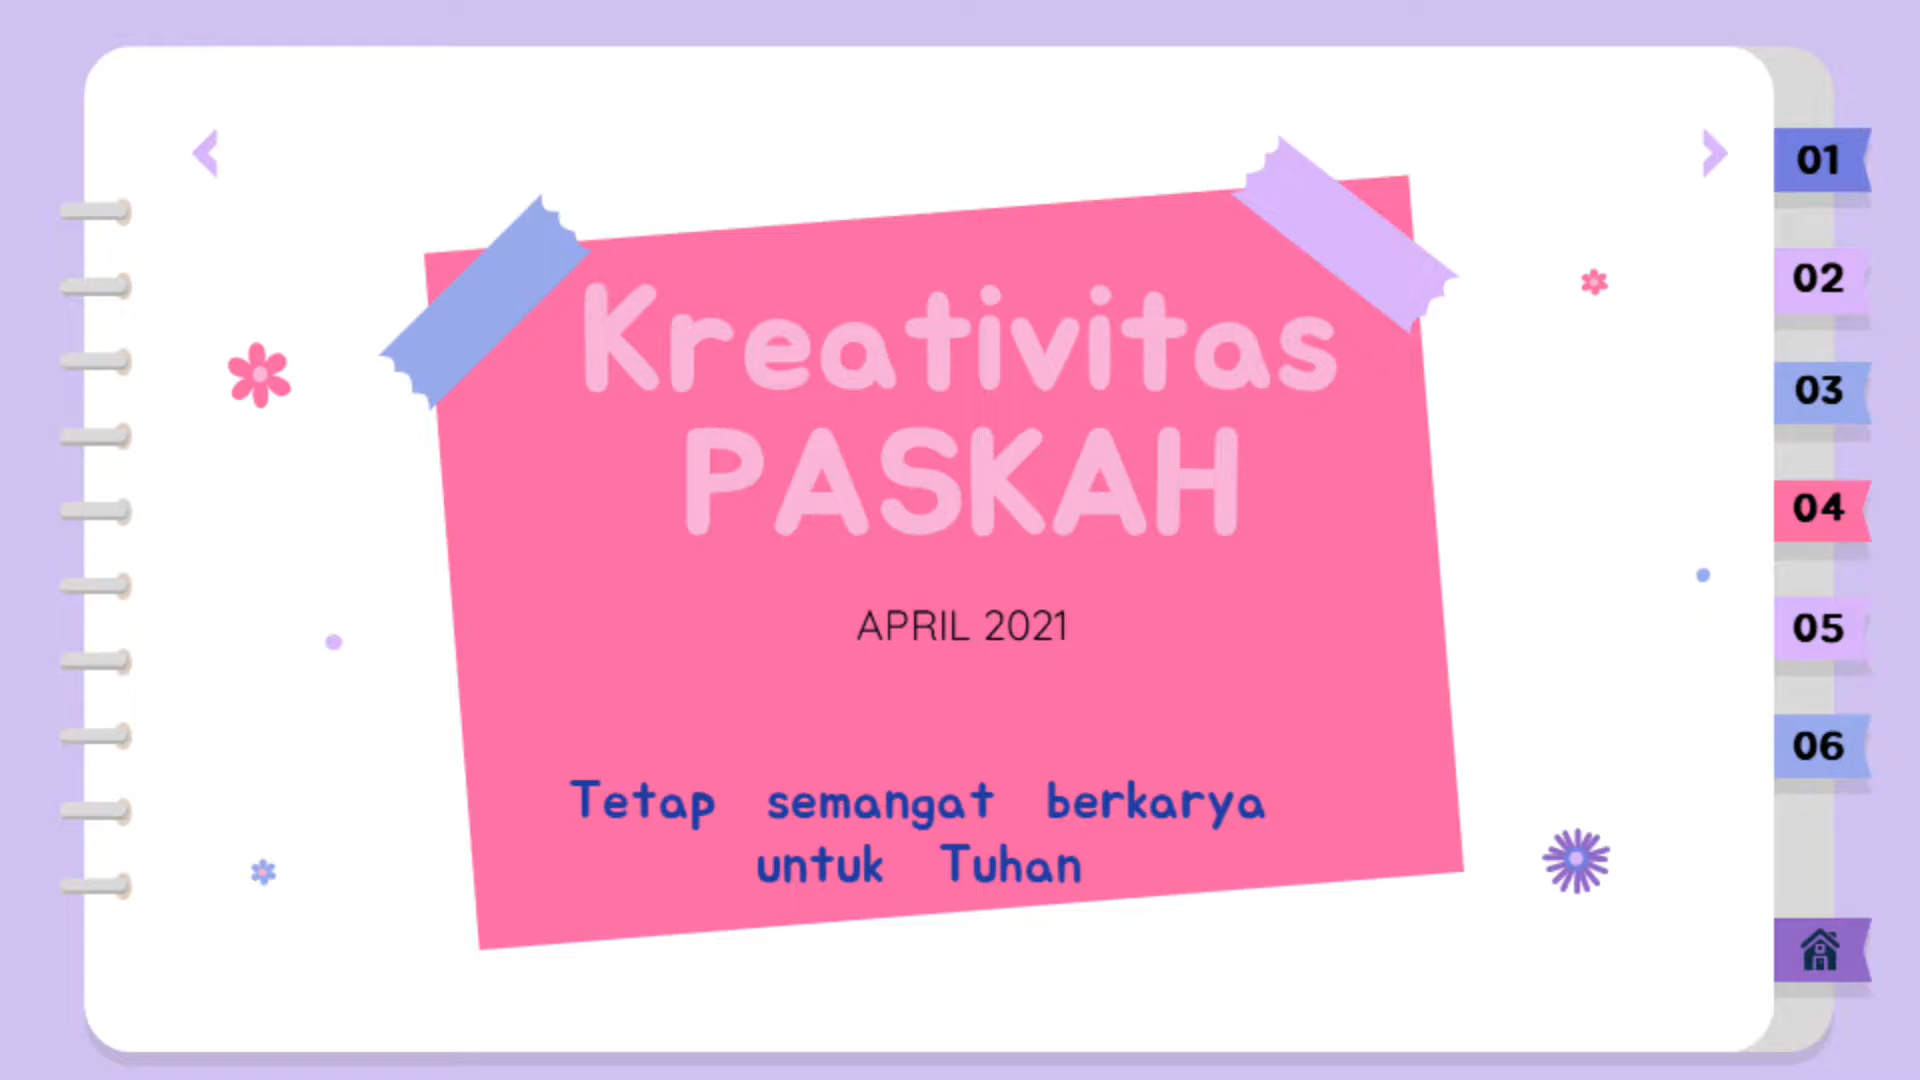 Kreativitas
PASKAH
APRIL 2021
Tetap semangat berkarya
untuk Tuhan
01
02
03
04
05
06